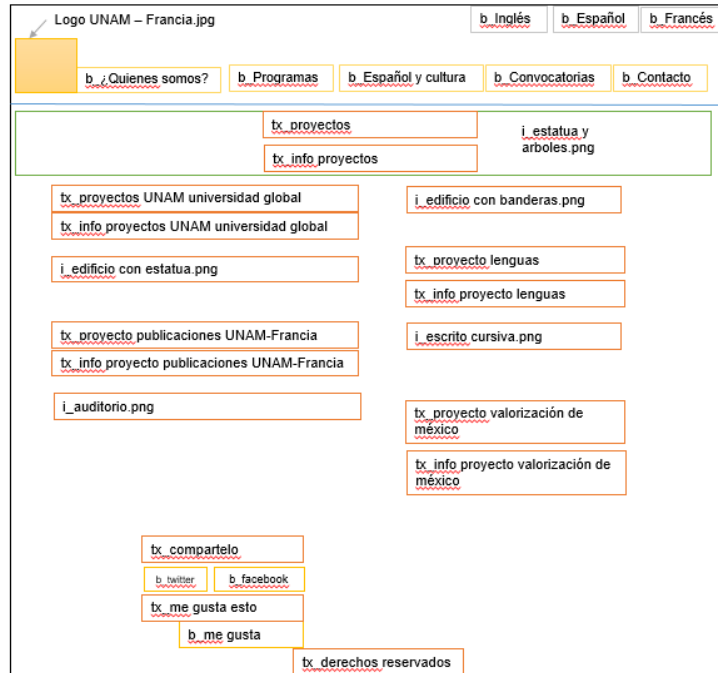 Logo UNAM – Francia.jpg
b_Inglés
b_Español
b_Francés
b_¿Quienes somos?
b_Programas
b_Español y cultura
b_Convocatorias
b_Contacto
tx_proyectos
tx_info proyectos
i_estatua y
arboles.png
tx_proyectos UNAM universidad global
tx_info proyectos UNAM universidad global
i_edificio con estatua.png
i_edificio con banderas.png
tx_proyecto lenguas
tx_info proyecto lenguas
i_escrito cursiva.png
tx_proyecto publicaciones UNAM-Francia
tx_info proyecto publicaciones UNAM-Francia
i_auditorio.png
tx_proyecto valorización de
méxico
tx_info proyecto valorización de
méxico
tx_compartelo
b_twitter
b_facebook
tx_me gusta esto
b_me gusta
tx_derechos reservados